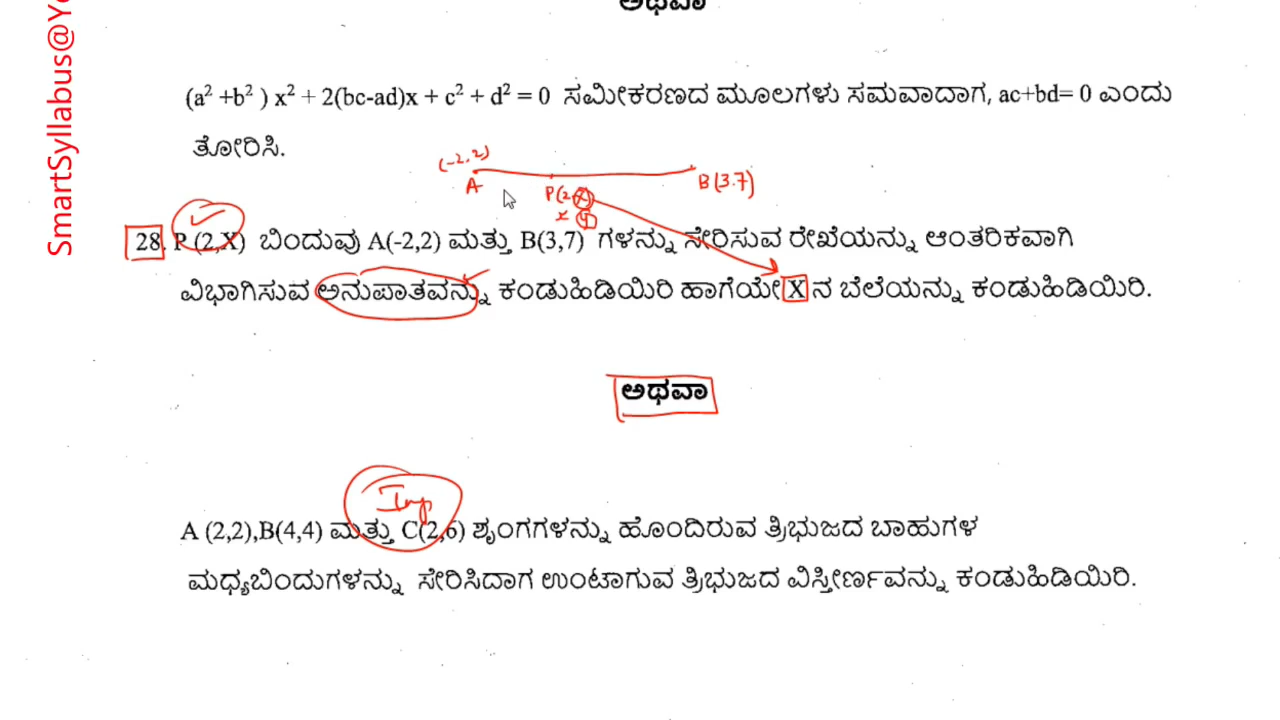 ಅಥವಾ
SmartSyllabus@Yo
(a² +b² ) x² + 2(bc-ad)x + c² + d² = 0 ಸಮೀಕರಣದ ಮೂಲಗಳು ಸಮವಾದಾಗ, ac+bd= 0 ಎಂದು
ತೋರಿಸಿ.
(-2,2)
A
P(2,X)
B(3.7)
x y
28. P (2,X) ಬಿಂದುವು A(-2,2) ಮತ್ತು B(3,7) ಗಳನ್ನು ಸೇರಿಸುವ ರೇಖೆಯನ್ನು ಆಂತರಿಕವಾಗಿ
ವಿಭಾಗಿಸುವ ಅನುಪಾತವನ್ನು ಕಂಡುಹಿಡಿಯಿರಿ ಹಾಗೆಯೇ X ನ ಬೆಲೆಯನ್ನು ಕಂಡುಹಿಡಿಯಿರಿ.
ಅಥವಾ
Imp
A (2,2),B(4,4) ಮತ್ತು C(2,6) ಶೃಂಗಗಳನ್ನು ಹೊಂದಿರುವ ತ್ರಿಭುಜದ ಬಾಹುಗಳ
ಮಧ್ಯಬಿಂದುಗಳನ್ನು ಸೇರಿಸಿದಾಗ ಉಂಟಾಗುವ ತ್ರಿಭುಜದ ವಿಸ್ತೀರ್ಣವನ್ನು ಕಂಡುಹಿಡಿಯಿರಿ.